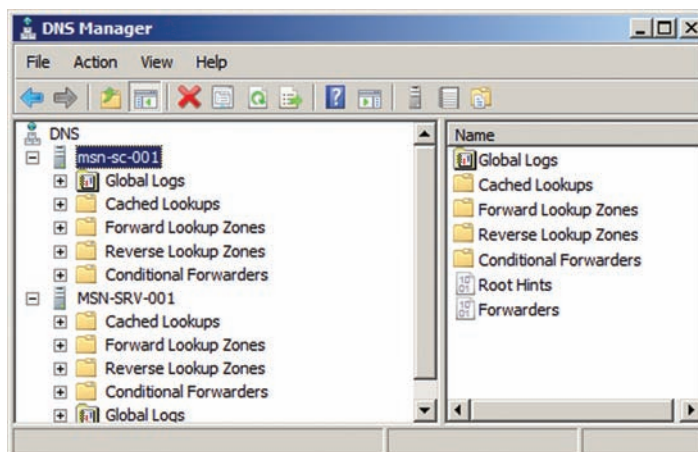 DNS Manager
File Action View Help
DNS
msn-sc-001
Global Logs
Cached Lookups
Forward Lookup Zones
Reverse Lookup Zones
Conditional Forwarders
MSN-SRV-001
Cached Lookups
Forward Lookup Zones
Reverse Lookup Zones
Conditional Forwarders
Global Logs
Name
Global Logs
Cached Lookups
Forward Lookup Zones
Reverse Lookup Zones
Conditional Forwarders
Root Hints
Forwarders